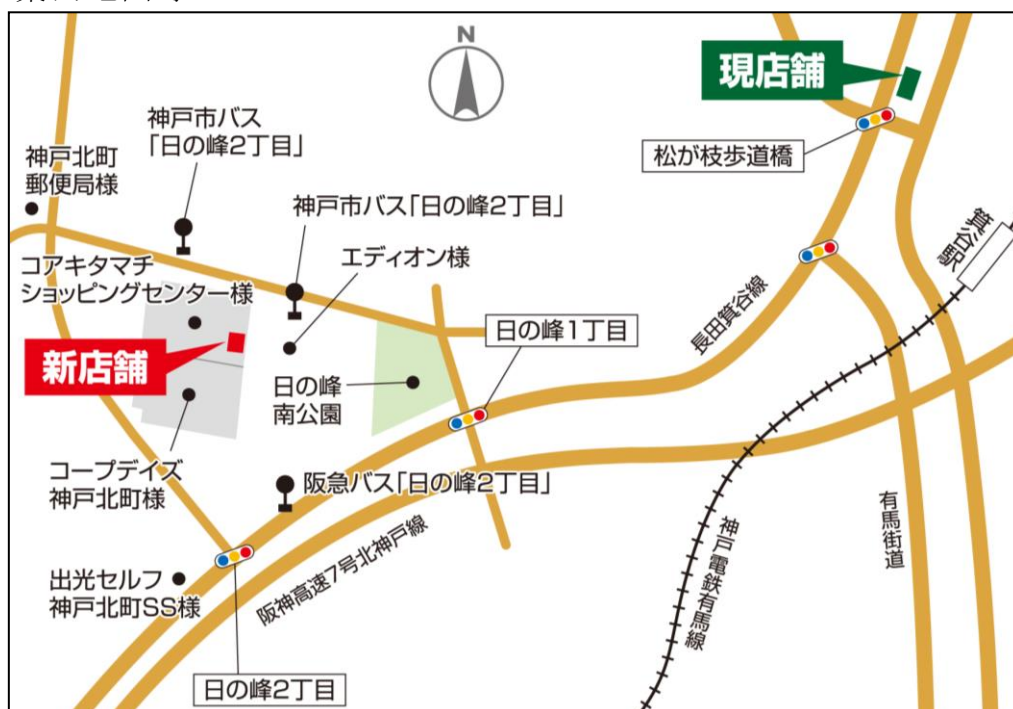 N
現店舗
神戸市バス
「日の峰2丁目」
松が枝歩道橋
神戸北町
郵便局様
神戸市バス「日の峰2丁目」
箕谷駅
エディオン様
コアキタマチ
ショッピングセンター様
長田箕谷線
日の峰1丁目
新店舗
日の峰
南公園
コープデイズ
神戸北町様
阪急バス「日の峰2丁目」
有馬街道
阪神高速7号北神戸線
神戸電鉄有馬線
出光セルフ
神戸北町SS様
日の峰2丁目